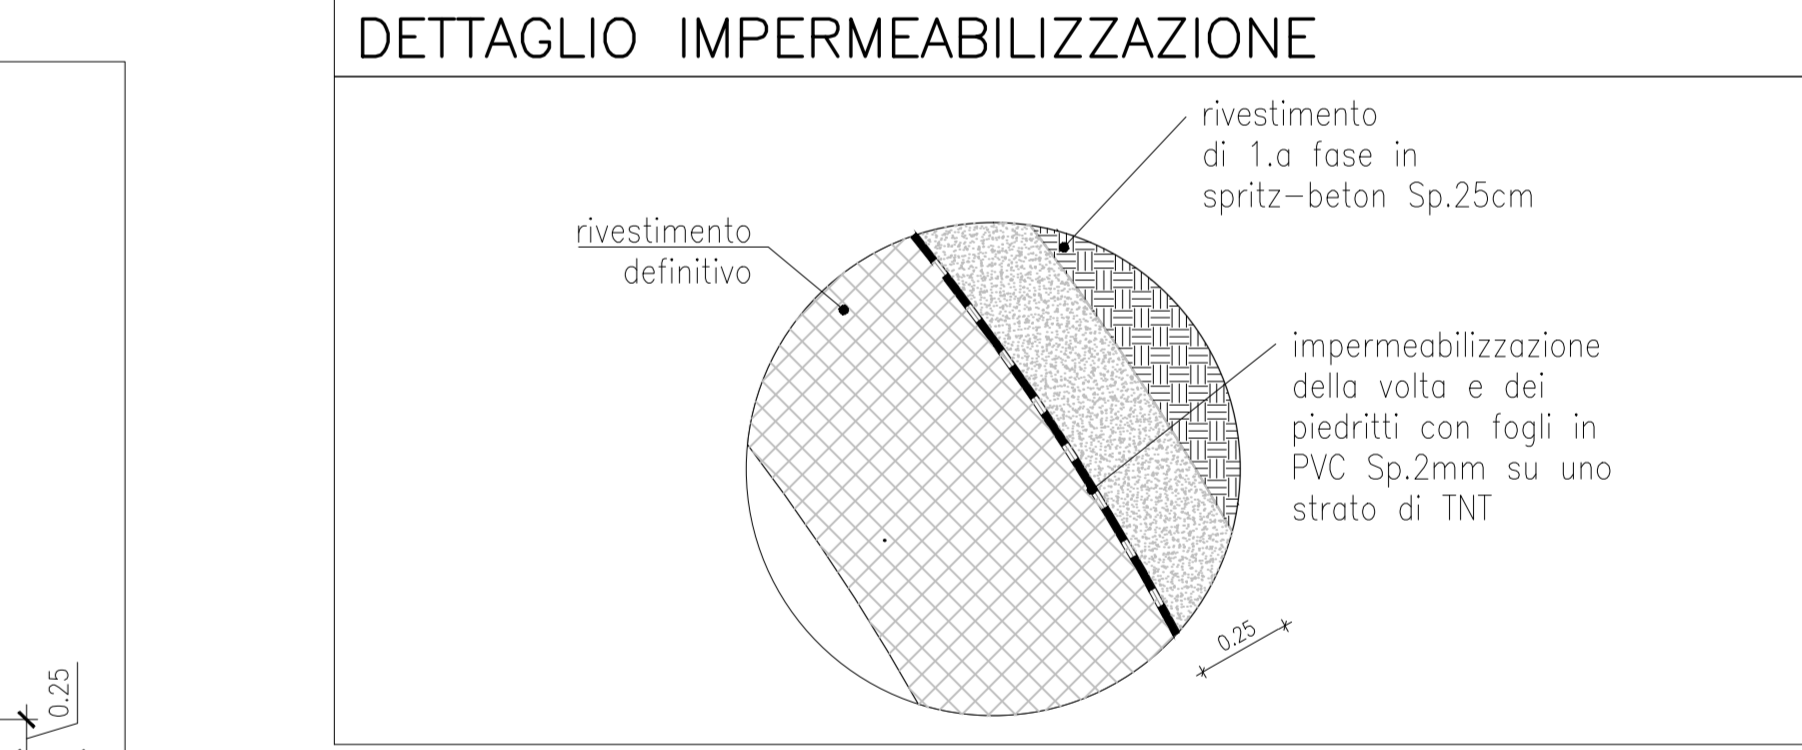 DETTAGLIO IMPERMEABILIZZAZIONE
rivestimento
di 1.a fase in
spritz-beton Sp.25cm
rivestimento
definitivo
impermeabilizzazione
della volta e dei
piedritti con fogli in
PVC Sp.2mm su uno
strato di TNT
0.25
0.25